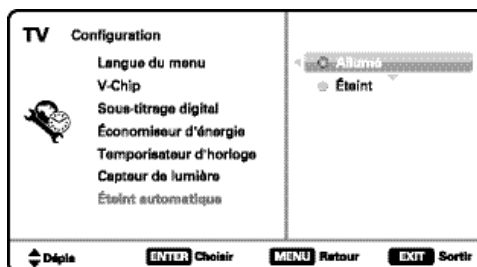 TV Configuration
Langue du menu
V-Chip
Sous-titrage digital
Économiseur d'énergie
Temporisateur d'horloge
Capteur de lumière
Éteint automatique
Allumé
Éteint
Dépla ENTER Choisir MENU Retour EXIT Sortir